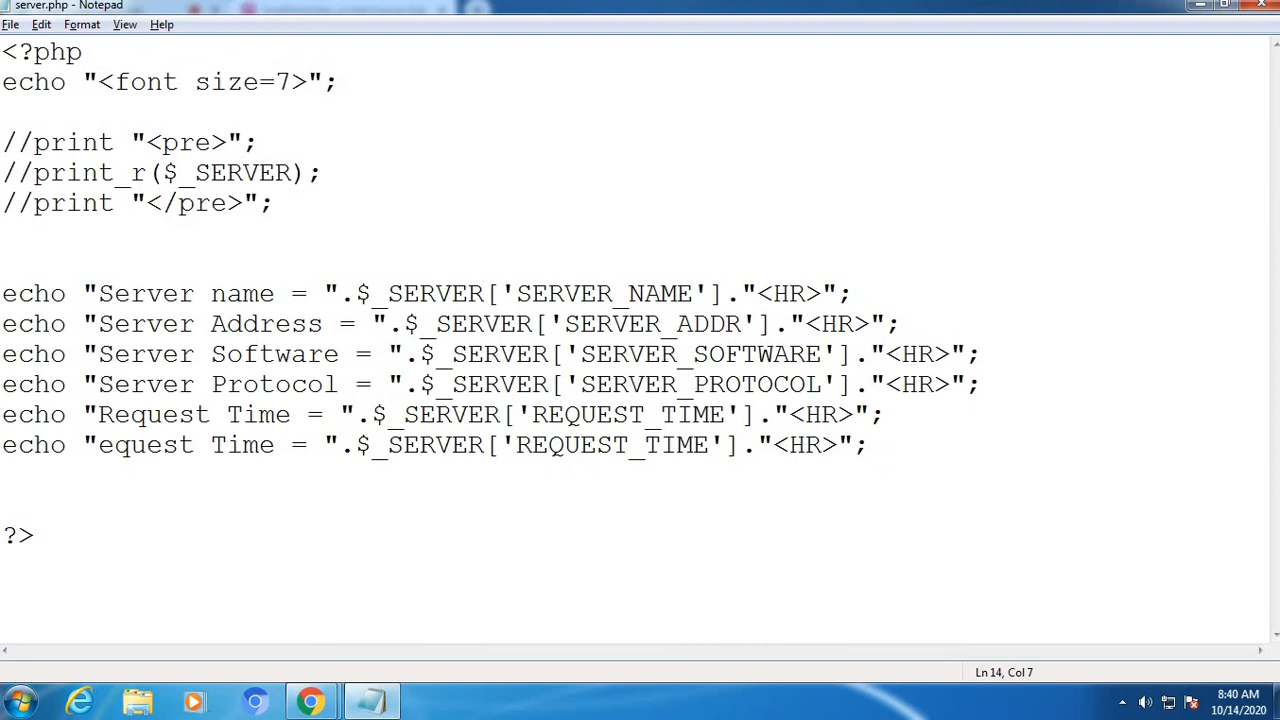 server.php - Notepad
File Edit Format View Help
<?php
echo "<font size=7>";
//print "<pre>";
//print_r($_SERVER);
//print "</pre>";
echo "Server name = ".$_SERVER['SERVER_NAME']."<HR>";
echo "Server Address = ".$_SERVER['SERVER_ADDR']."<HR>";
echo "Server Software = ".$_SERVER['SERVER_SOFTWARE']."<HR>";
echo "Server Protocol = ".$_SERVER['SERVER_PROTOCOL']."<HR>";
echo "Request Time = ".$_SERVER['REQUEST_TIME']."<HR>";
echo "equest Time = ".$_SERVER['REQUEST_TIME']."<HR>";
?>
Ln 14, Col 7
8:40 AM
10/14/2020